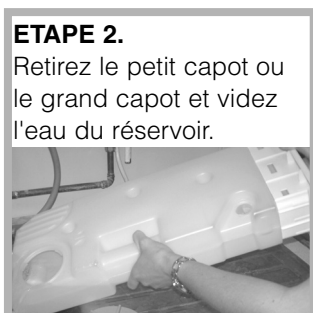 ETAPE 2.
Retirez le petit capot ou
le grand capot et videz
l'eau du réservoir.